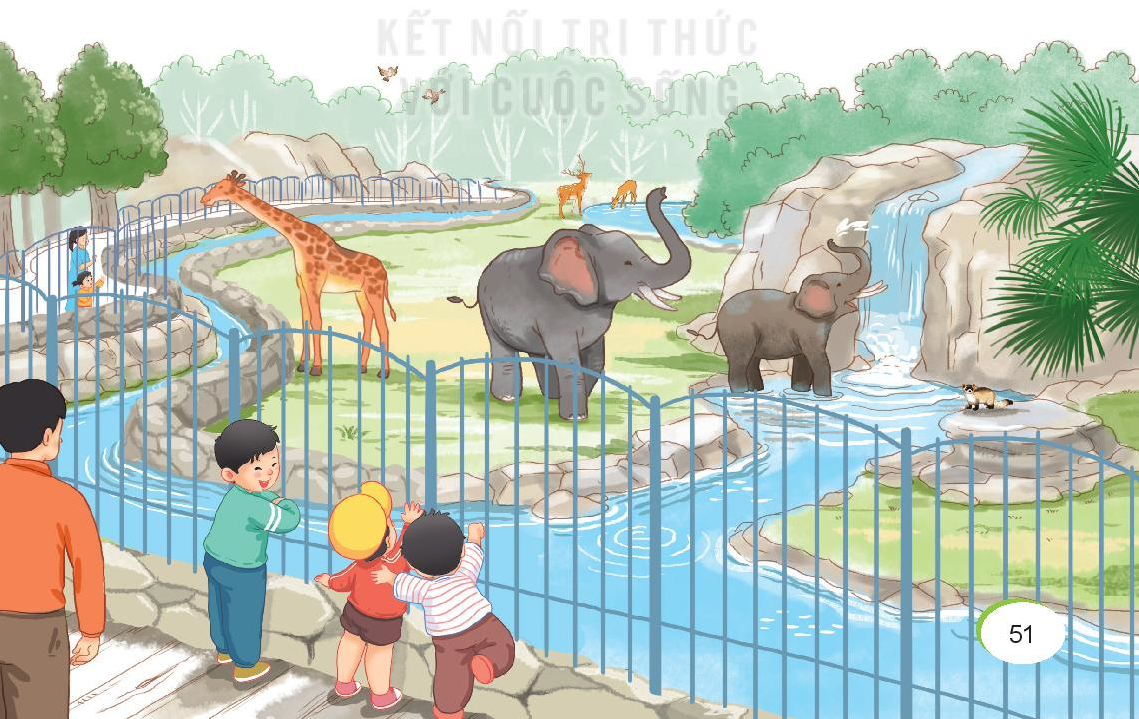 KẾT NỐI TRI THỨC
VỚI CUỘC SỐNG
51